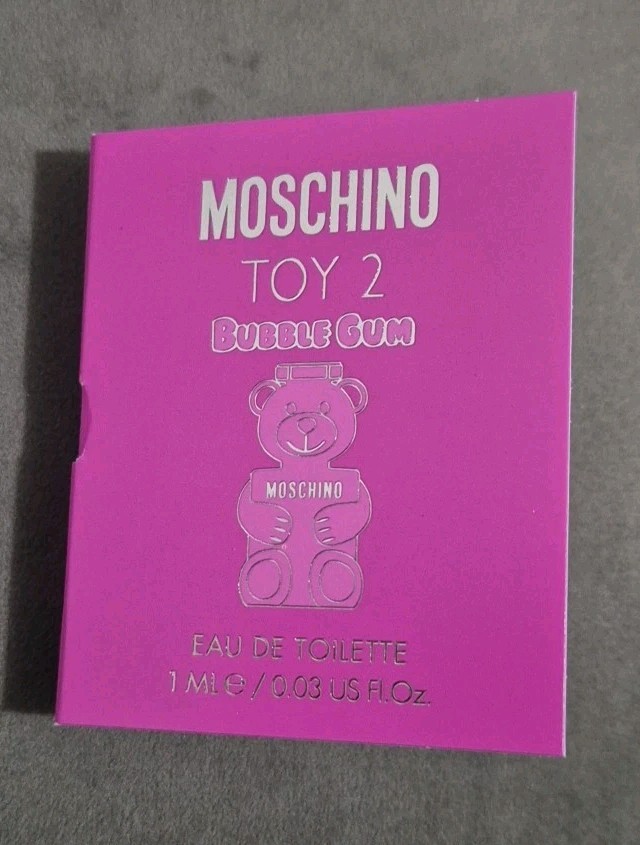 MOSCHINO
TOY 2
BUBBLE GUM
MOSCHINO
EAU DE TOILETTE
1 ML ℮ / 0.03 US Fl.Oz.